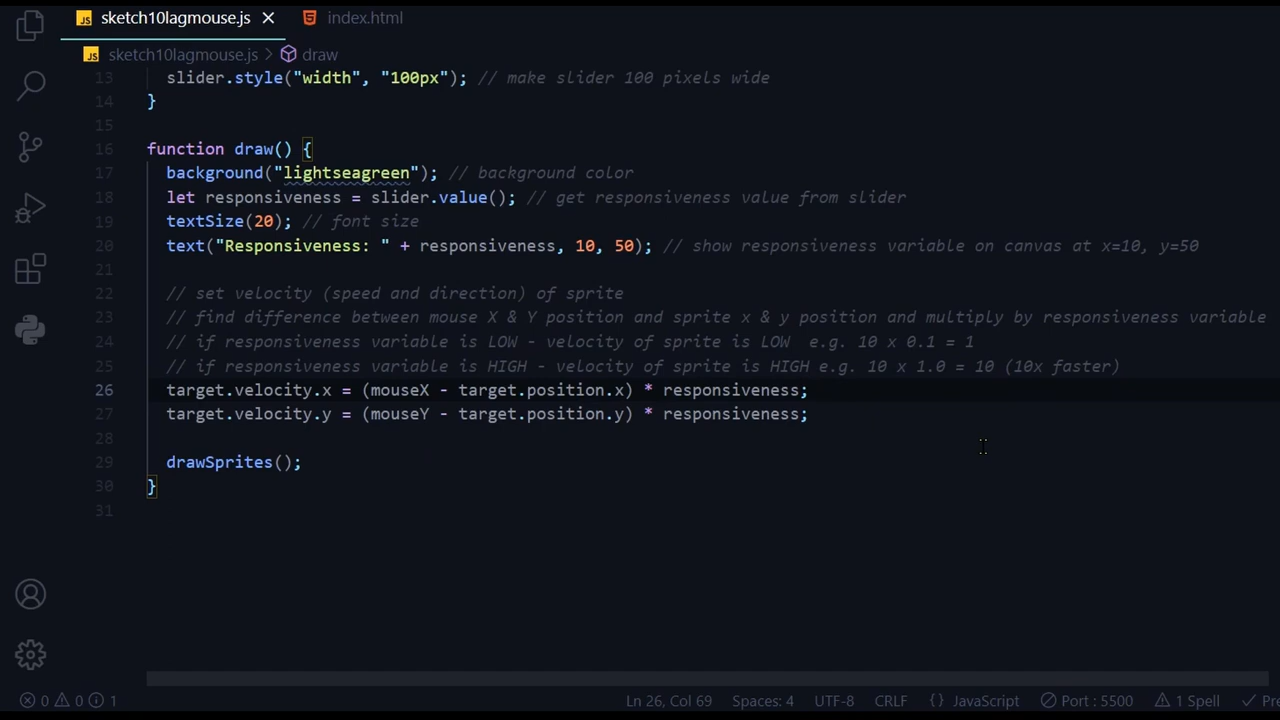 JS sketch10lagmouse.js × index.html
JS sketch10lagmouse.js > draw
13 slider.style("width", "100px"); // make slider 100 pixels wide
14 }
15
16 function draw() {
17 background("lightseagreen"); // background color
18 let responsiveness = slider.value(); // get responsiveness value from slider
19 textSize(20); // font size
20 text("Responsiveness: " + responsiveness, 10, 50); // show responsiveness variable on canvas at x=10, y=50
21
22 // set velocity (speed and direction) of sprite
23 // find difference between mouse X & Y position and sprite x & y position and multiply by responsiveness variable
24 // if responsiveness variable is LOW - velocity of sprite is LOW  e.g. 10 x 0.1 = 1
25 // if responsiveness variable is HIGH - velocity of sprite is HIGH e.g. 10 x 1.0 = 10 (10x faster)
26 target.velocity.x = (mouseX - target.position.x) * responsiveness;
27 target.velocity.y = (mouseY - target.position.y) * responsiveness;
28
29 drawSprites();
30 }
31
0 0 1 Ln 26, Col 69 Spaces: 4 UTF-8 CRLF {} JavaScript Port : 5500 1 Spell